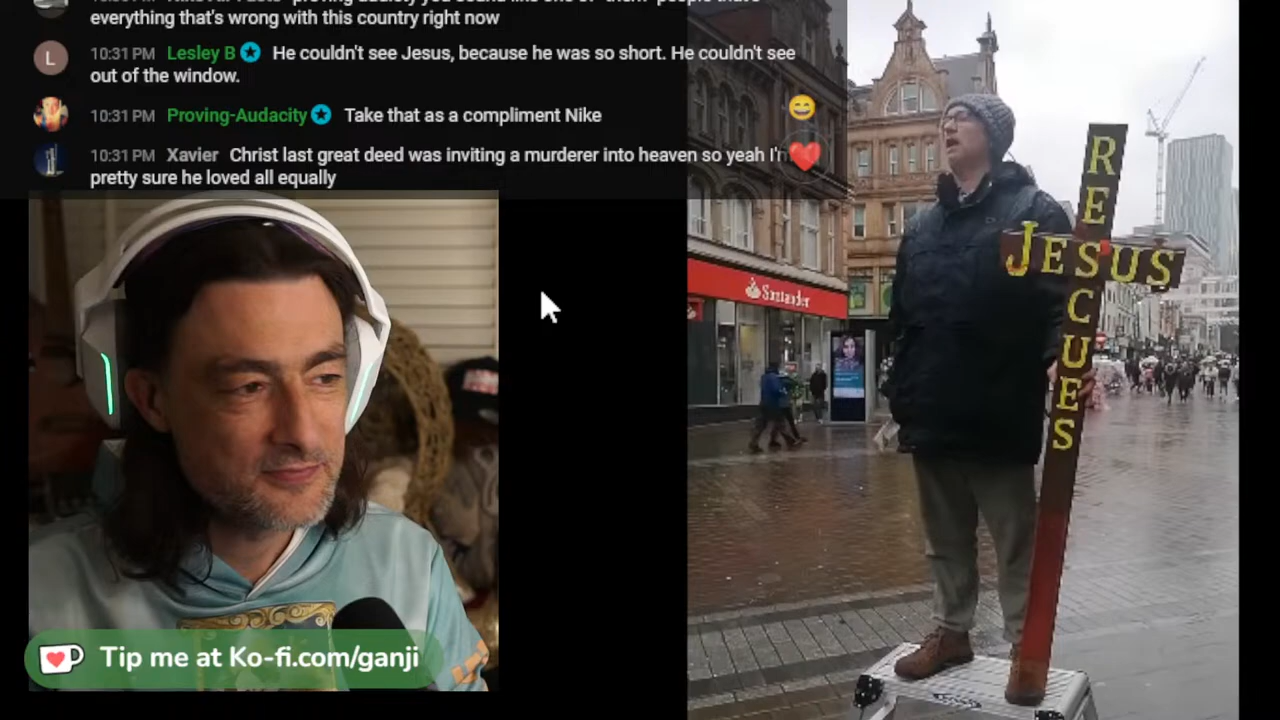 everything that's wrong with this country right now
10:31 PM Lesley B He couldn't see Jesus, because he was so short. He couldn't see
out of the window.
10:31 PM Proving-Audacity Take that as a compliment Nike
10:31 PM Xavier Christ last great deed was inviting a murderer into heaven so yeah I'm
pretty sure he loved all equally
L
RESCUES
JESUS
Santander
Tip me at Ko-fi.com/ganji